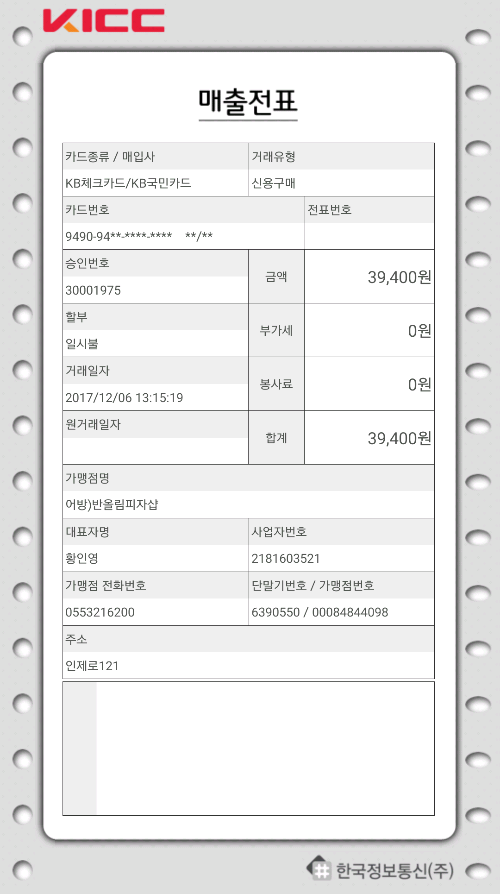 KICC
매출전표
카드종류 / 매입사 거래유형
KB체크카드/KB국민카드 신용구매
카드번호 전표번호
9490-94**-****-**** **/**
승인번호 금액 39,400원
30001975
할부 부가세 0원
일시불
거래일자 봉사료 0원
2017/12/06 13:15:19
원거래일자 합계 39,400원
가맹점명
어방)반올림피자샵
대표자명 사업자번호
황인영 2181603521
가맹점 전화번호 단말기번호 / 가맹점번호
0553216200 6390550 / 00084844098
주소
인제로121
한국정보통신(주)